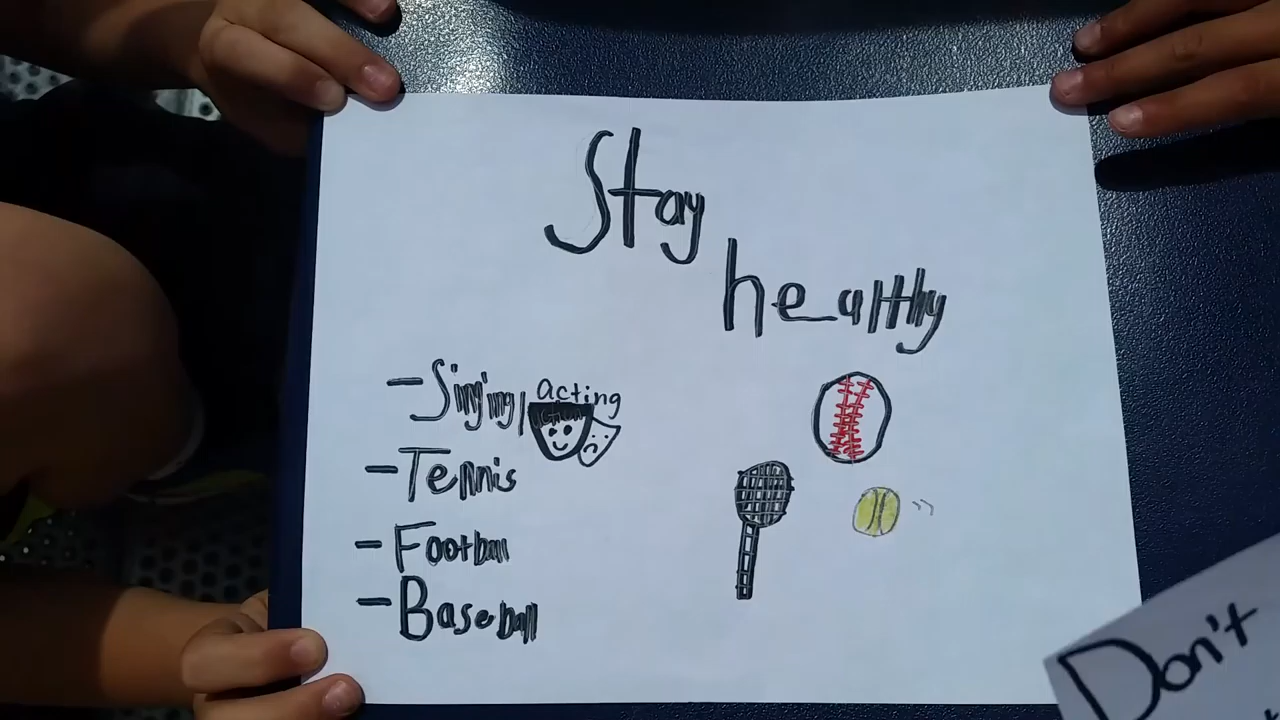 Stay
healthy
- Singing/acting
- Tennis
- Football
- Baseball
Don't